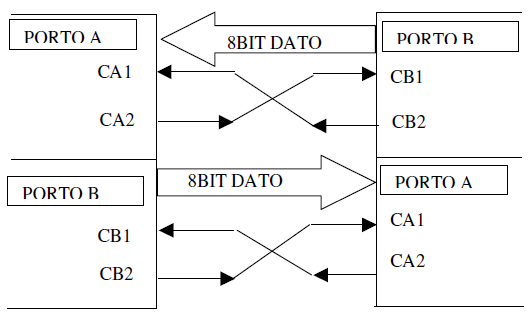 PORTO A
8BIT DATO
PORTO B
CA1
CB1
CA2
CB2
8BIT DATO
PORTO B
PORTO A
CB1
CA1
CB2
CA2